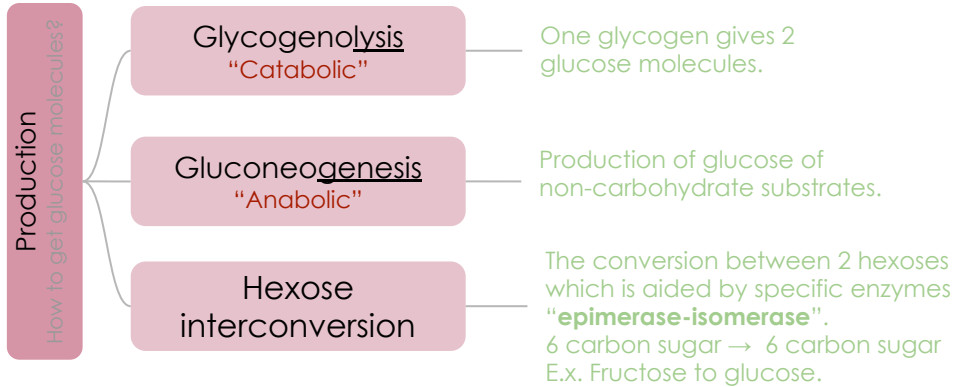 Production
How to get glucose molecules?
Glycogenolysis
“Catabolic”
One glycogen gives 2
glucose molecules.
Gluconeogenesis
“Anabolic”
Production of glucose of
non-carbohydrate substrates.
Hexose
interconversion
The conversion between 2 hexoses
which is aided by specific enzymes
“epimerase-isomerase”.
6 carbon sugar → 6 carbon sugar
E.x. Fructose to glucose.